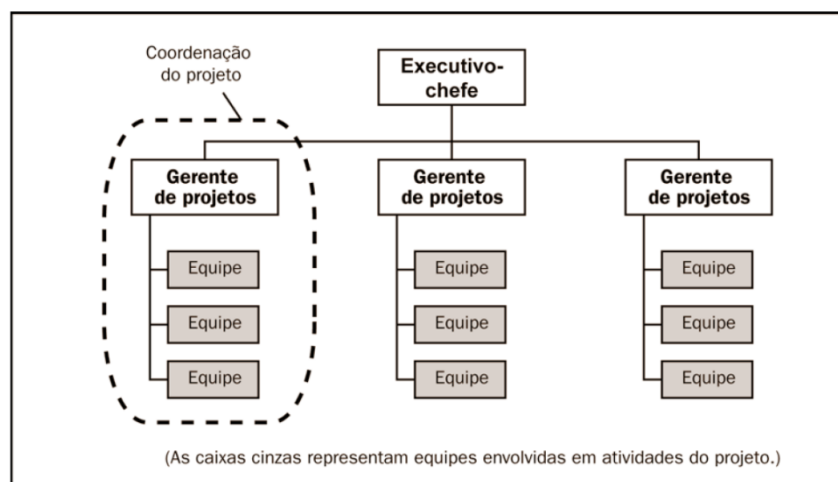 Coordenação
do projeto
Executivo-
chefe
Gerente
de projetos
Gerente
de projetos
Gerente
de projetos
Equipe
Equipe
Equipe
Equipe
Equipe
Equipe
Equipe
Equipe
Equipe
(As caixas cinzas representam equipes envolvidas em atividades do projeto.)